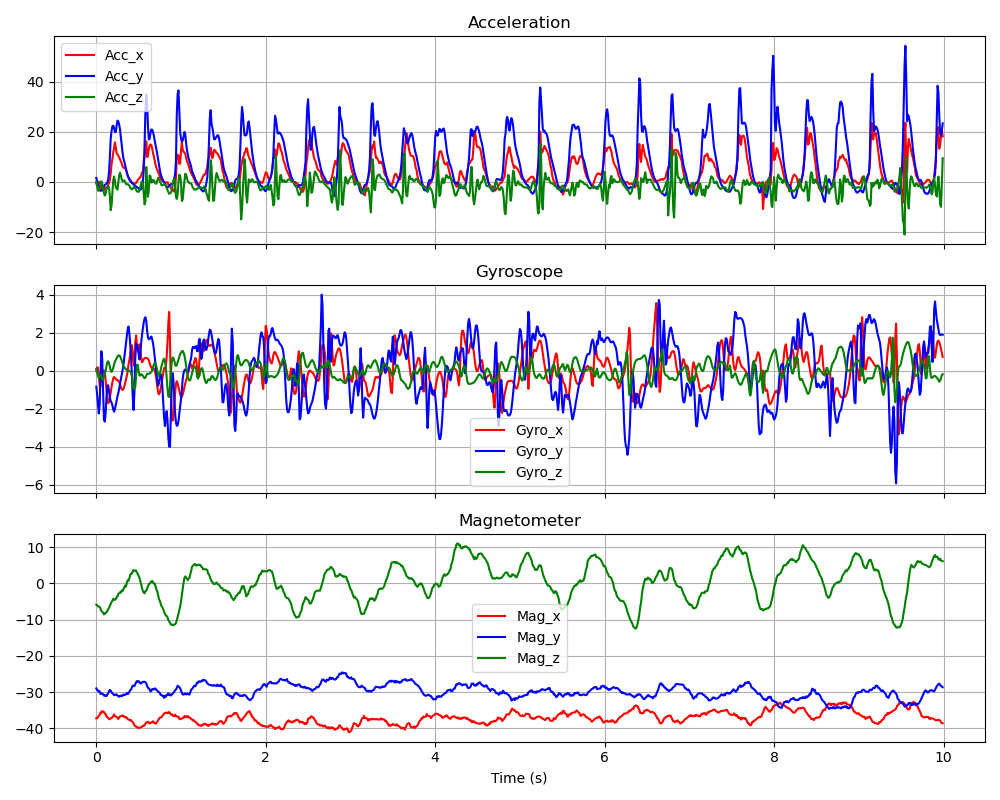 Acceleration
Acc_x
Acc_y
Acc_z
40
20
0
−20
Gyroscope
4
2
0
−2
−4
−6
Gyro_x
Gyro_y
Gyro_z
Magnetometer
10
0
−10
−20
−30
−40
Mag_x
Mag_y
Mag_z
0 2 4 6 8 10
Time (s)